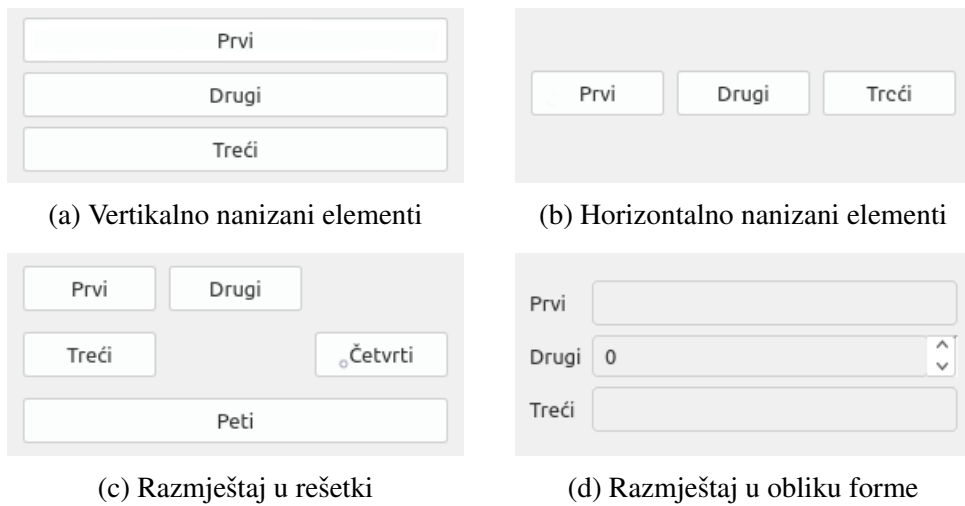 Prvi
Drugi
Treći
Prvi Drugi Treći
(a) Vertikalno nanizani elementi
(b) Horizontalno nanizani elementi
Prvi Drugi
Treći Četvrti
Peti
Prvi
Drugi 0
Treći
(c) Razmještaj u rešetki
(d) Razmještaj u obliku forme